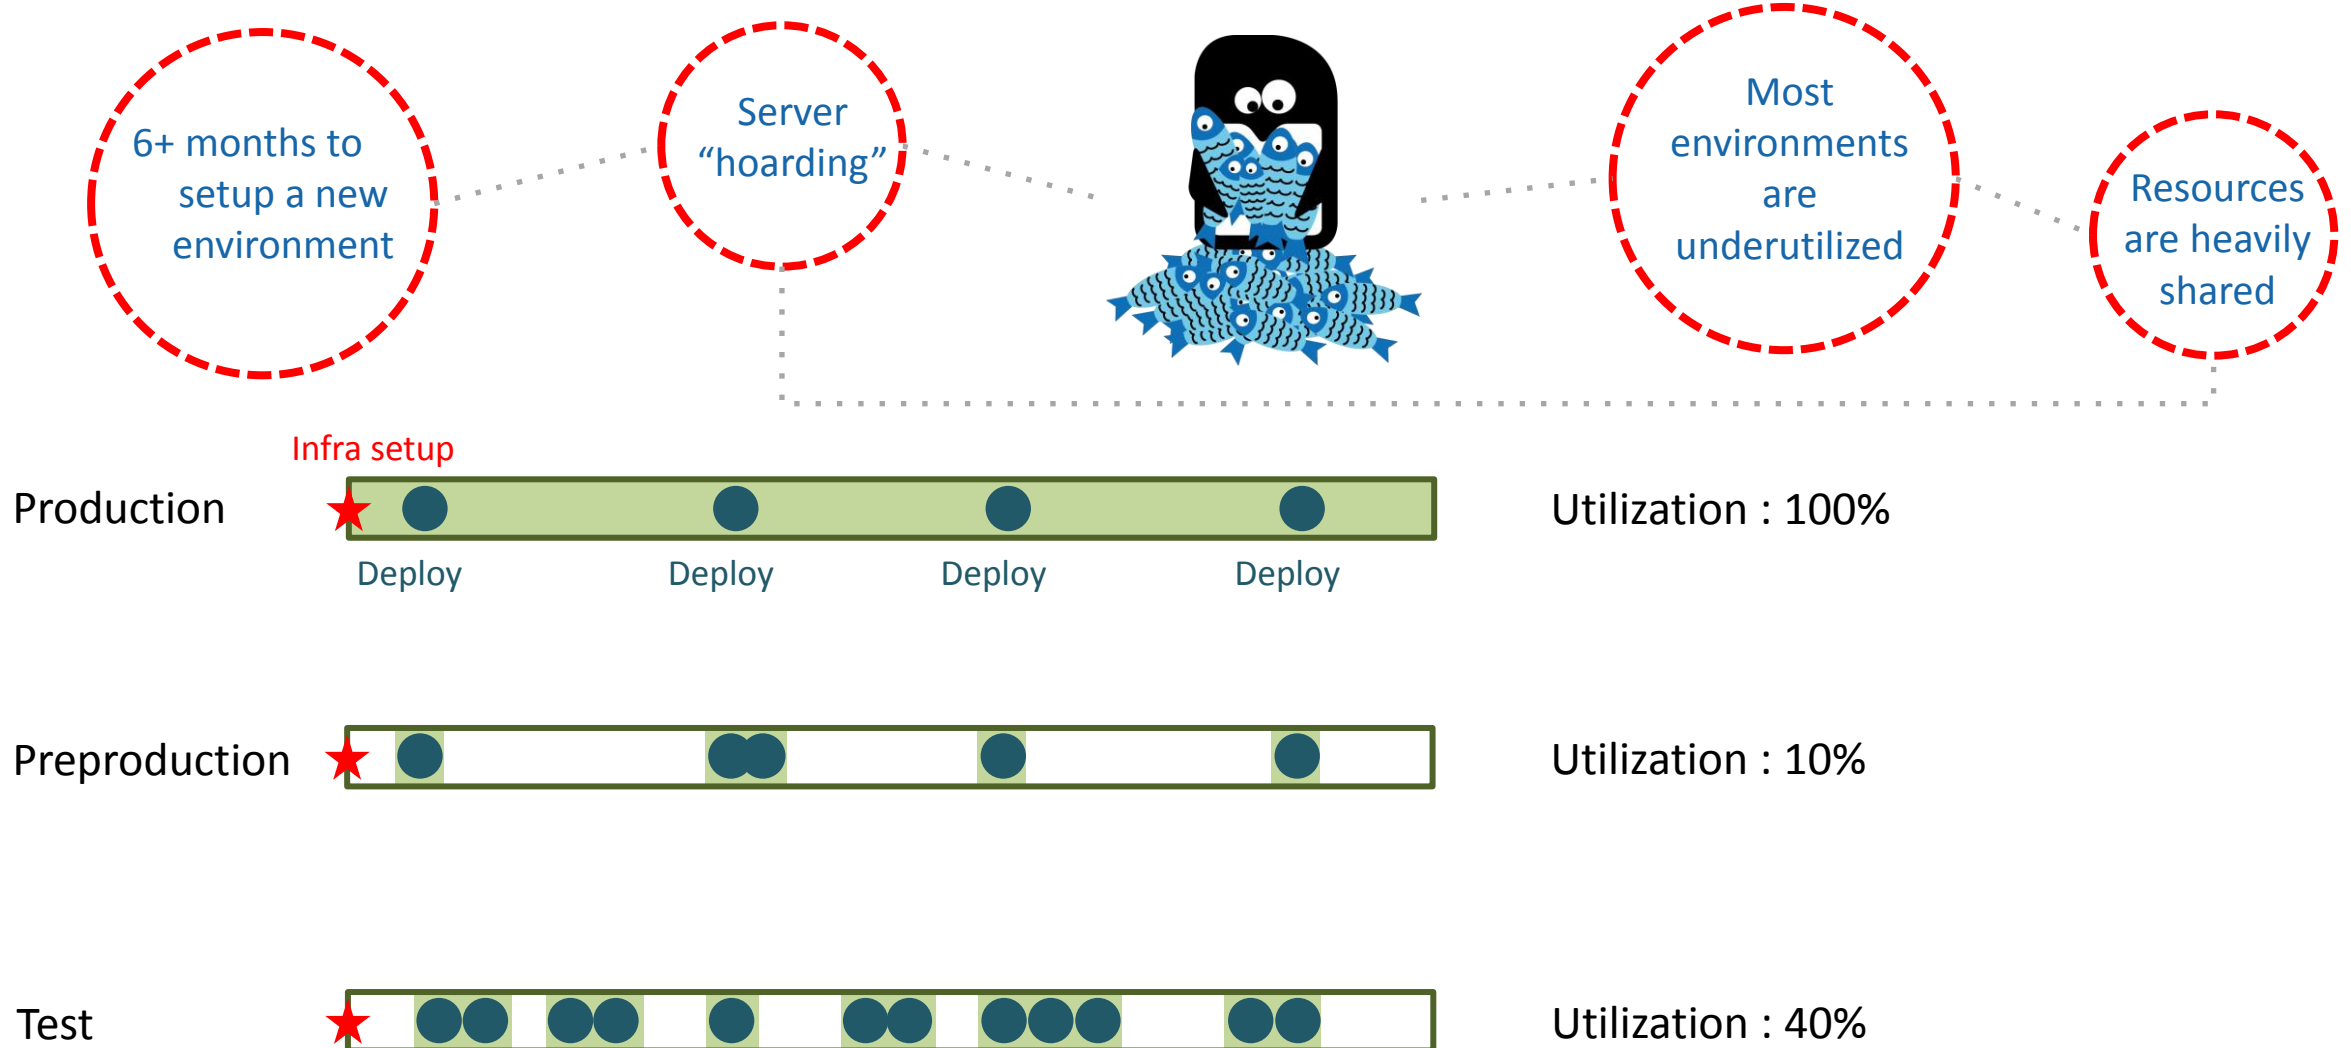 6+ months to
setup a new
environment
Server
“hoarding”
Most
environments
are
underutilized
Resources
are heavily
shared
Infra setup
Production
Utilization : 100%
Deploy
Deploy
Deploy
Deploy
Preproduction
Utilization : 10%
Test
Utilization : 40%